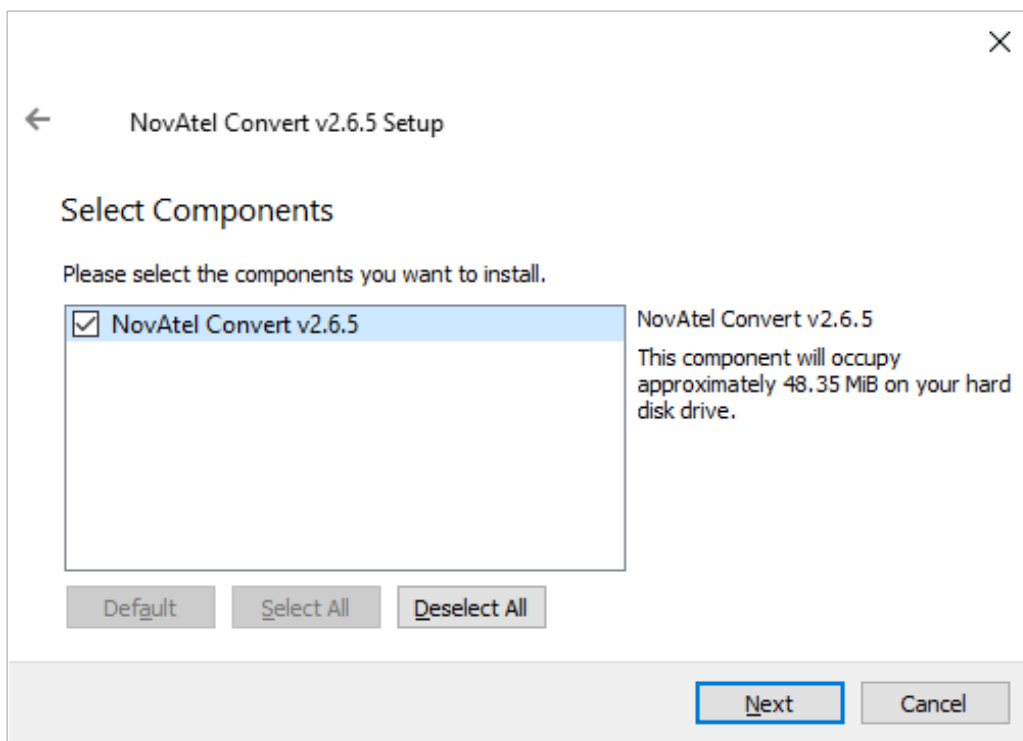 NovAtel Convert v2.6.5 Setup
Select Components
Please select the components you want to install.
NovAtel Convert v2.6.5
NovAtel Convert v2.6.5
This component will occupy
approximately 48.35 MiB on your hard
disk drive.
Default
Select All
Deselect All
Next
Cancel